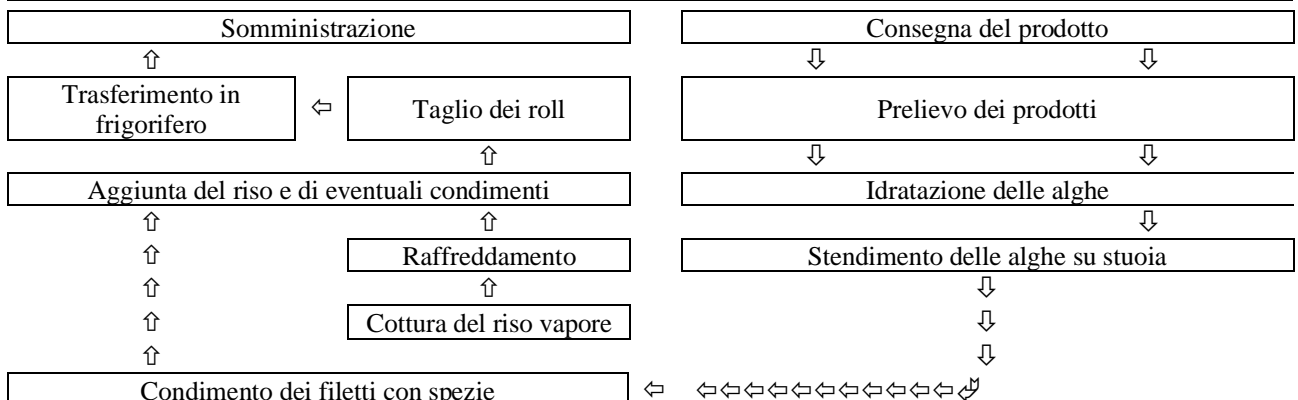 Somministrazione
Consegna del prodotto
⇧
⇩ ⇩
Trasferimento in
frigorifero
⇦
Taglio dei roll
Prelievo dei prodotti
⇧
⇩ ⇩
Aggiunta del riso e di eventuali condimenti
Idratazione delle alghe
⇧ ⇧
⇩
⇧
Raffreddamento
Stendimento delle alghe su stuoia
⇧ ⇧
⇩
⇧
Cottura del riso vapore
⇩
⇧
⇩
Condimento dei filetti con spezie
⇦ ⇦⇦⇦⇦⇦⇦⇦⇦⇦⇦⇦